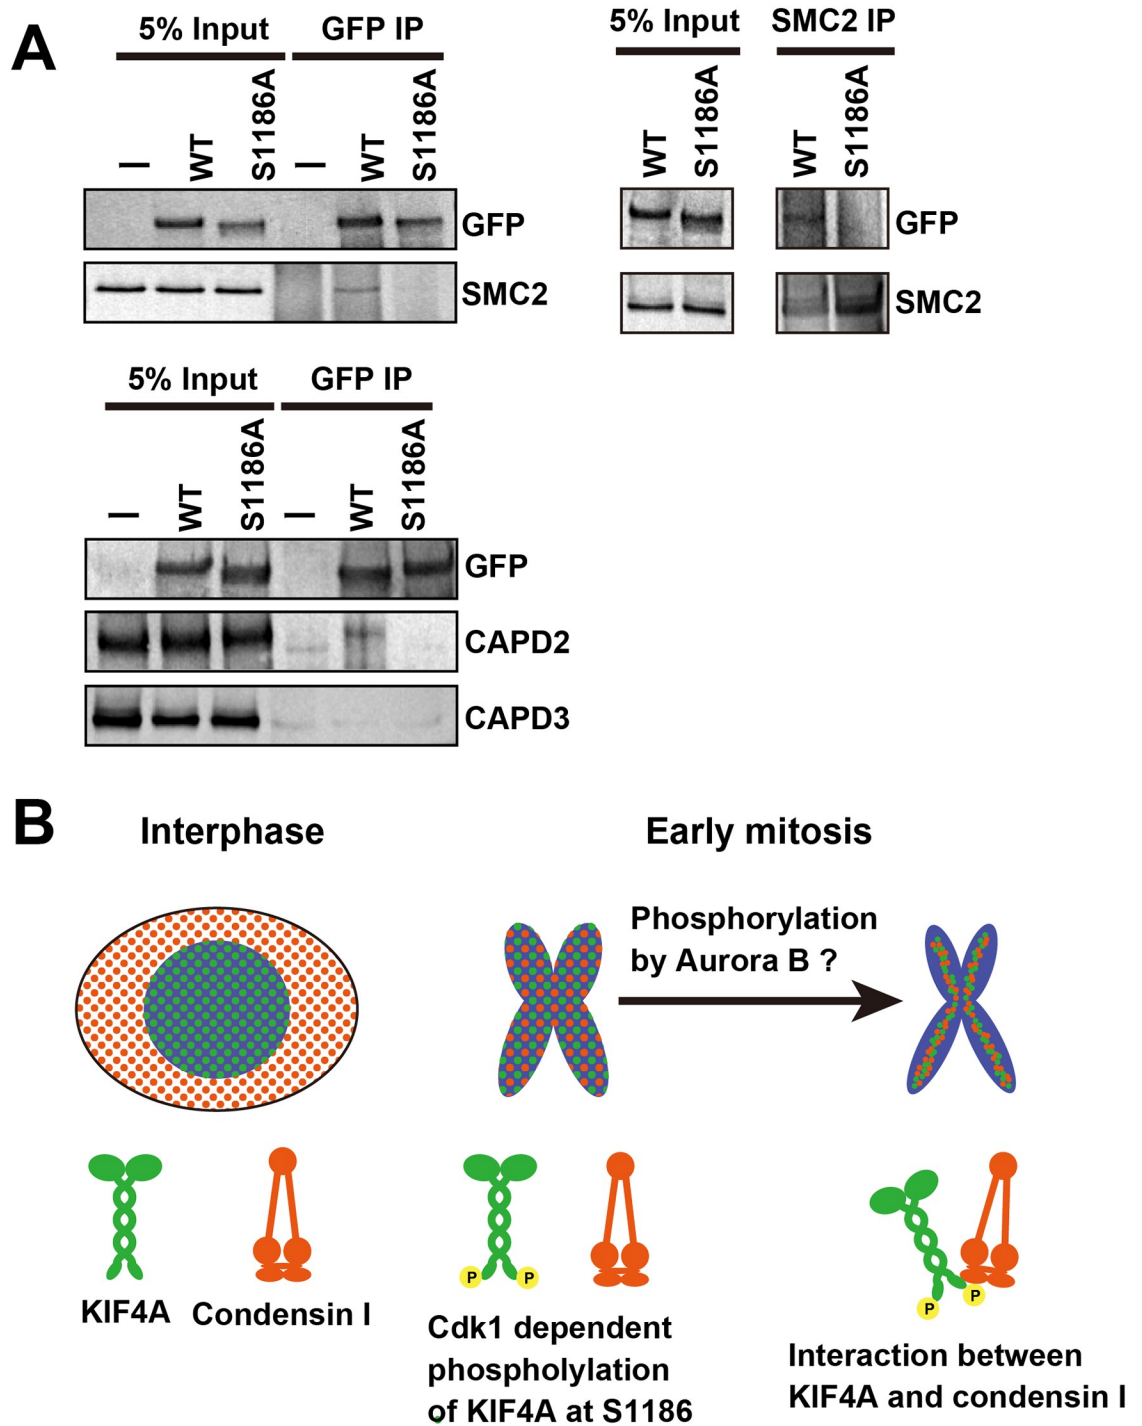 A
5% Input GFP IP
— WT S1186A — WT S1186A
GFP
SMC2
5% Input SMC2 IP
WT S1186A WT S1186A
GFP
SMC2
5% Input GFP IP
— WT S1186A — WT S1186A
GFP
CAPD2
CAPD3
B
Interphase
Early mitosis
Phosphorylation
by Aurora B ?
KIF4A
Condensin I
P P
Cdk1 dependent
phospholylation
of KIF4A at S1186
P P
Interaction between
KIF4A and condensin I